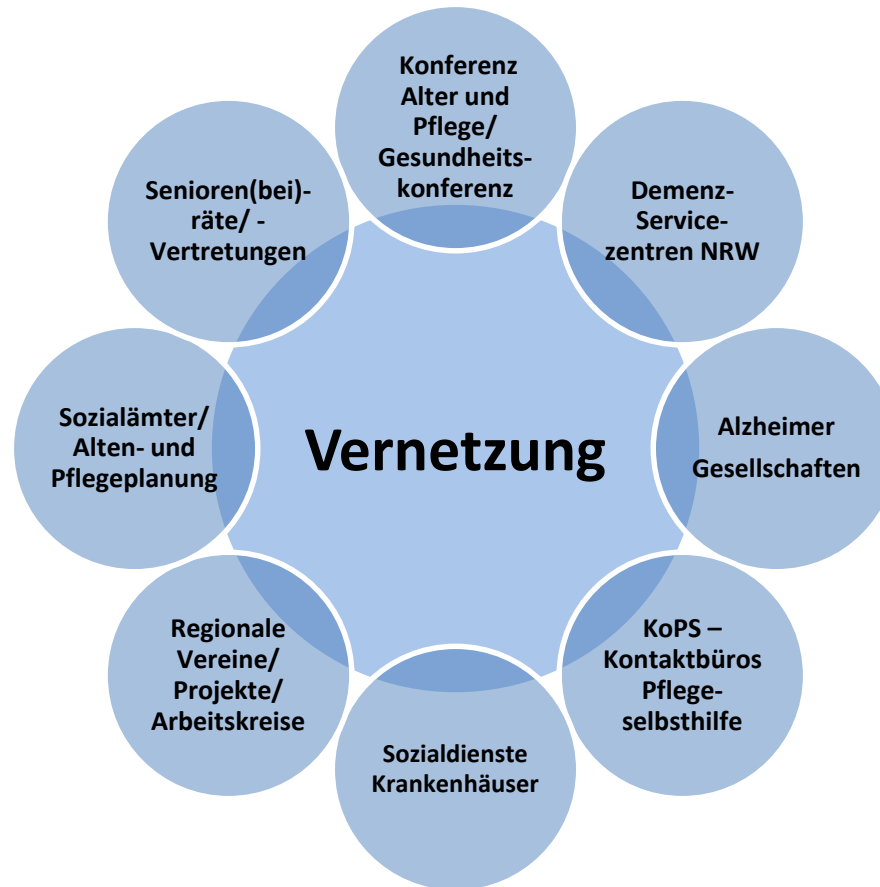 Konferenz
Alter und
Pflege/
Gesundheits-
konferenz
Demenz-
Service-
zentren NRW
Alzheimer
Gesellschaften
KoPS –
Kontaktbüros
Pflege-
selbsthilfe
Sozialdienste
Krankenhäuser
Regionale
Vereine/
Projekte/
Arbeitskreise
Sozialämter/
Alten- und
Pflegeplanung
Senioren(bei)-
räte/ -
Vertretungen
Vernetzung